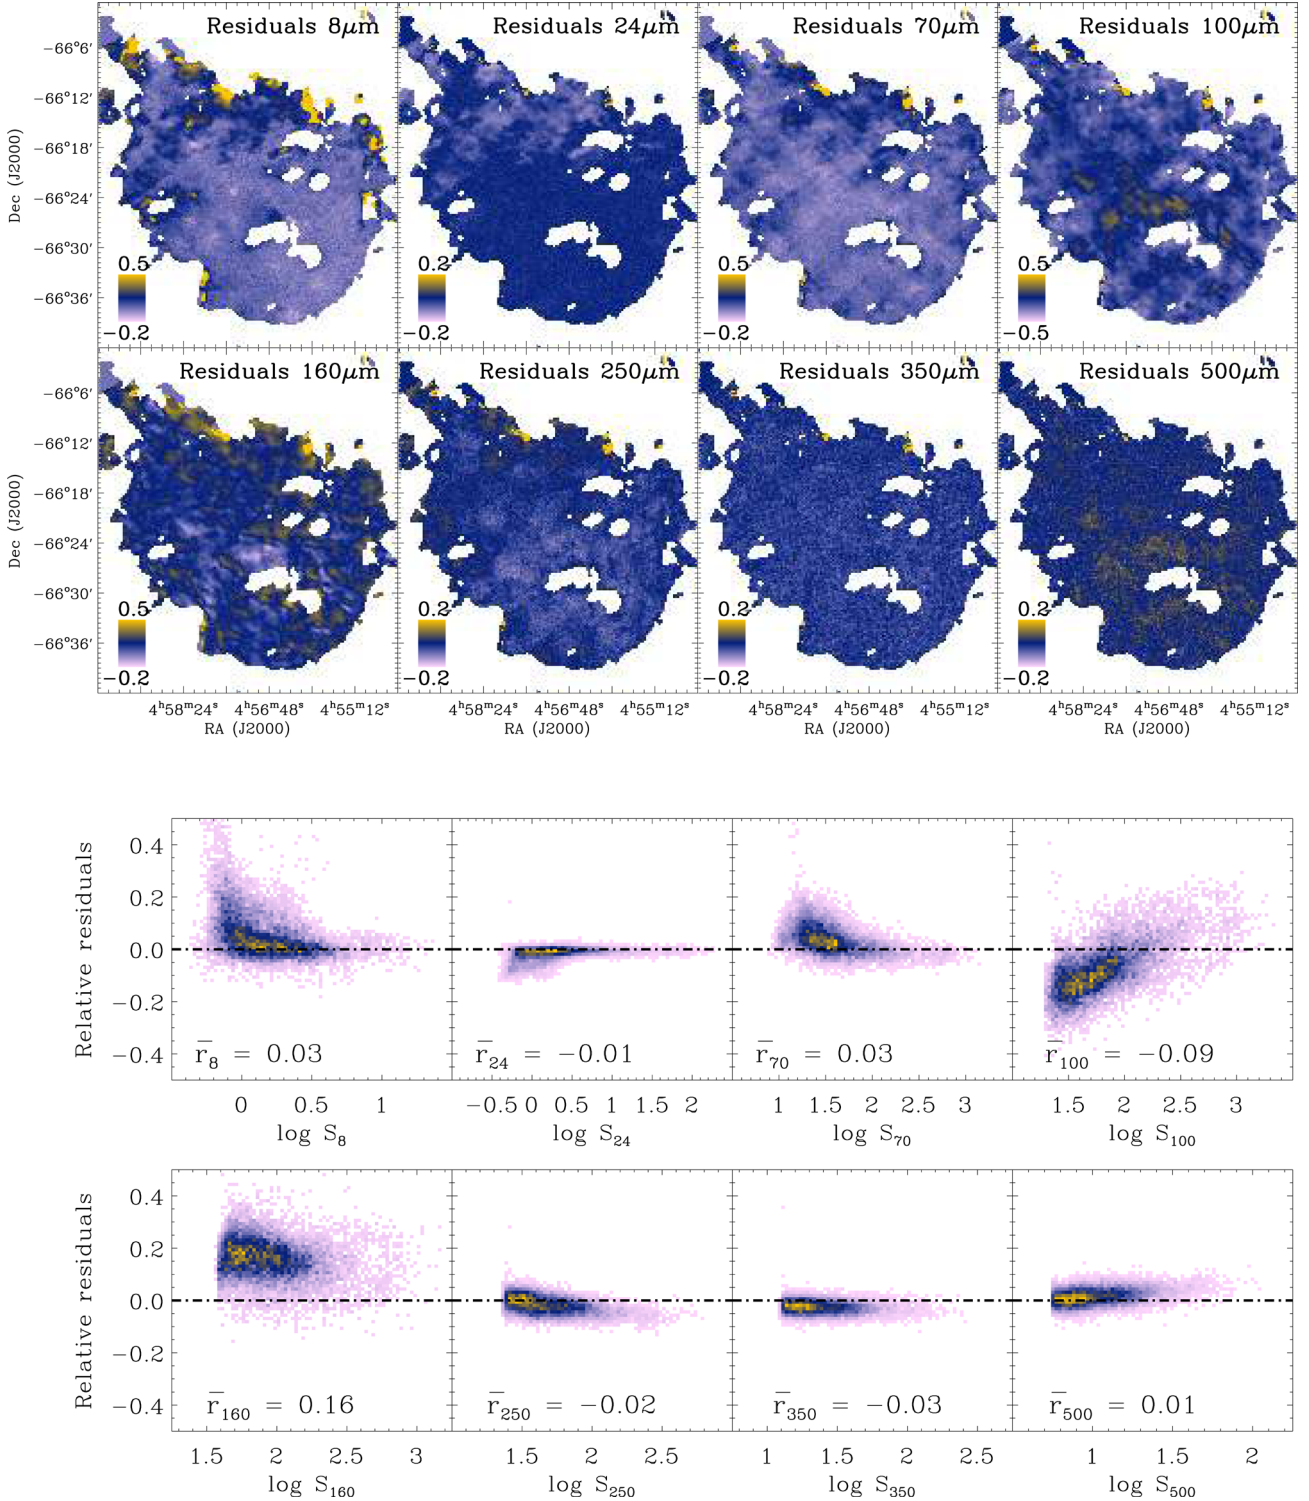 Residuals 8μm
Residuals 24μm
Residuals 70μm
Residuals 100μm
−66°6′
−66°12′
−66°18′
−66°24′
−66°30′
−66°36′
Dec (J2000)
0.5
−0.2
0.2
−0.2
0.2
−0.2
0.5
−0.5
Residuals 160μm
Residuals 250μm
Residuals 350μm
Residuals 500μm
−66°6′
−66°12′
−66°18′
−66°24′
−66°30′
−66°36′
Dec (J2000)
0.5
−0.2
0.2
−0.2
0.2
−0.2
0.2
−0.2
4ʰ58ᵐ24ˢ 4ʰ56ᵐ48ˢ 4ʰ55ᵐ12ˢ
4ʰ58ᵐ24ˢ 4ʰ56ᵐ48ˢ 4ʰ55ᵐ12ˢ
4ʰ58ᵐ24ˢ 4ʰ56ᵐ48ˢ 4ʰ55ᵐ12ˢ
4ʰ58ᵐ24ˢ 4ʰ56ᵐ48ˢ 4ʰ55ᵐ12ˢ
RA (J2000)
RA (J2000)
RA (J2000)
RA (J2000)
Relative residuals
0.4
0.2
0.0
−0.2
−0.4
r̅₈ = 0.03
r̅₂₄ = −0.01
r̅₇₀ = 0.03
r̅₁₀₀ = −0.09
0 0.5 1
−0.5 0 0.5 1 1.5 2
1 1.5 2 2.5 3
1.5 2 2.5 3
log S₈
log S₂₄
log S₇₀
log S₁₀₀
Relative residuals
0.4
0.2
0.0
−0.2
−0.4
r̅₁₆₀ = 0.16
r̅₂₅₀ = −0.02
r̅₃₅₀ = −0.03
r̅₅₀₀ = 0.01
1.5 2 2.5 3
1.5 2 2.5
1 1.5 2 2.5
1 1.5 2
log S₁₆₀
log S₂₅₀
log S₃₅₀
log S₅₀₀